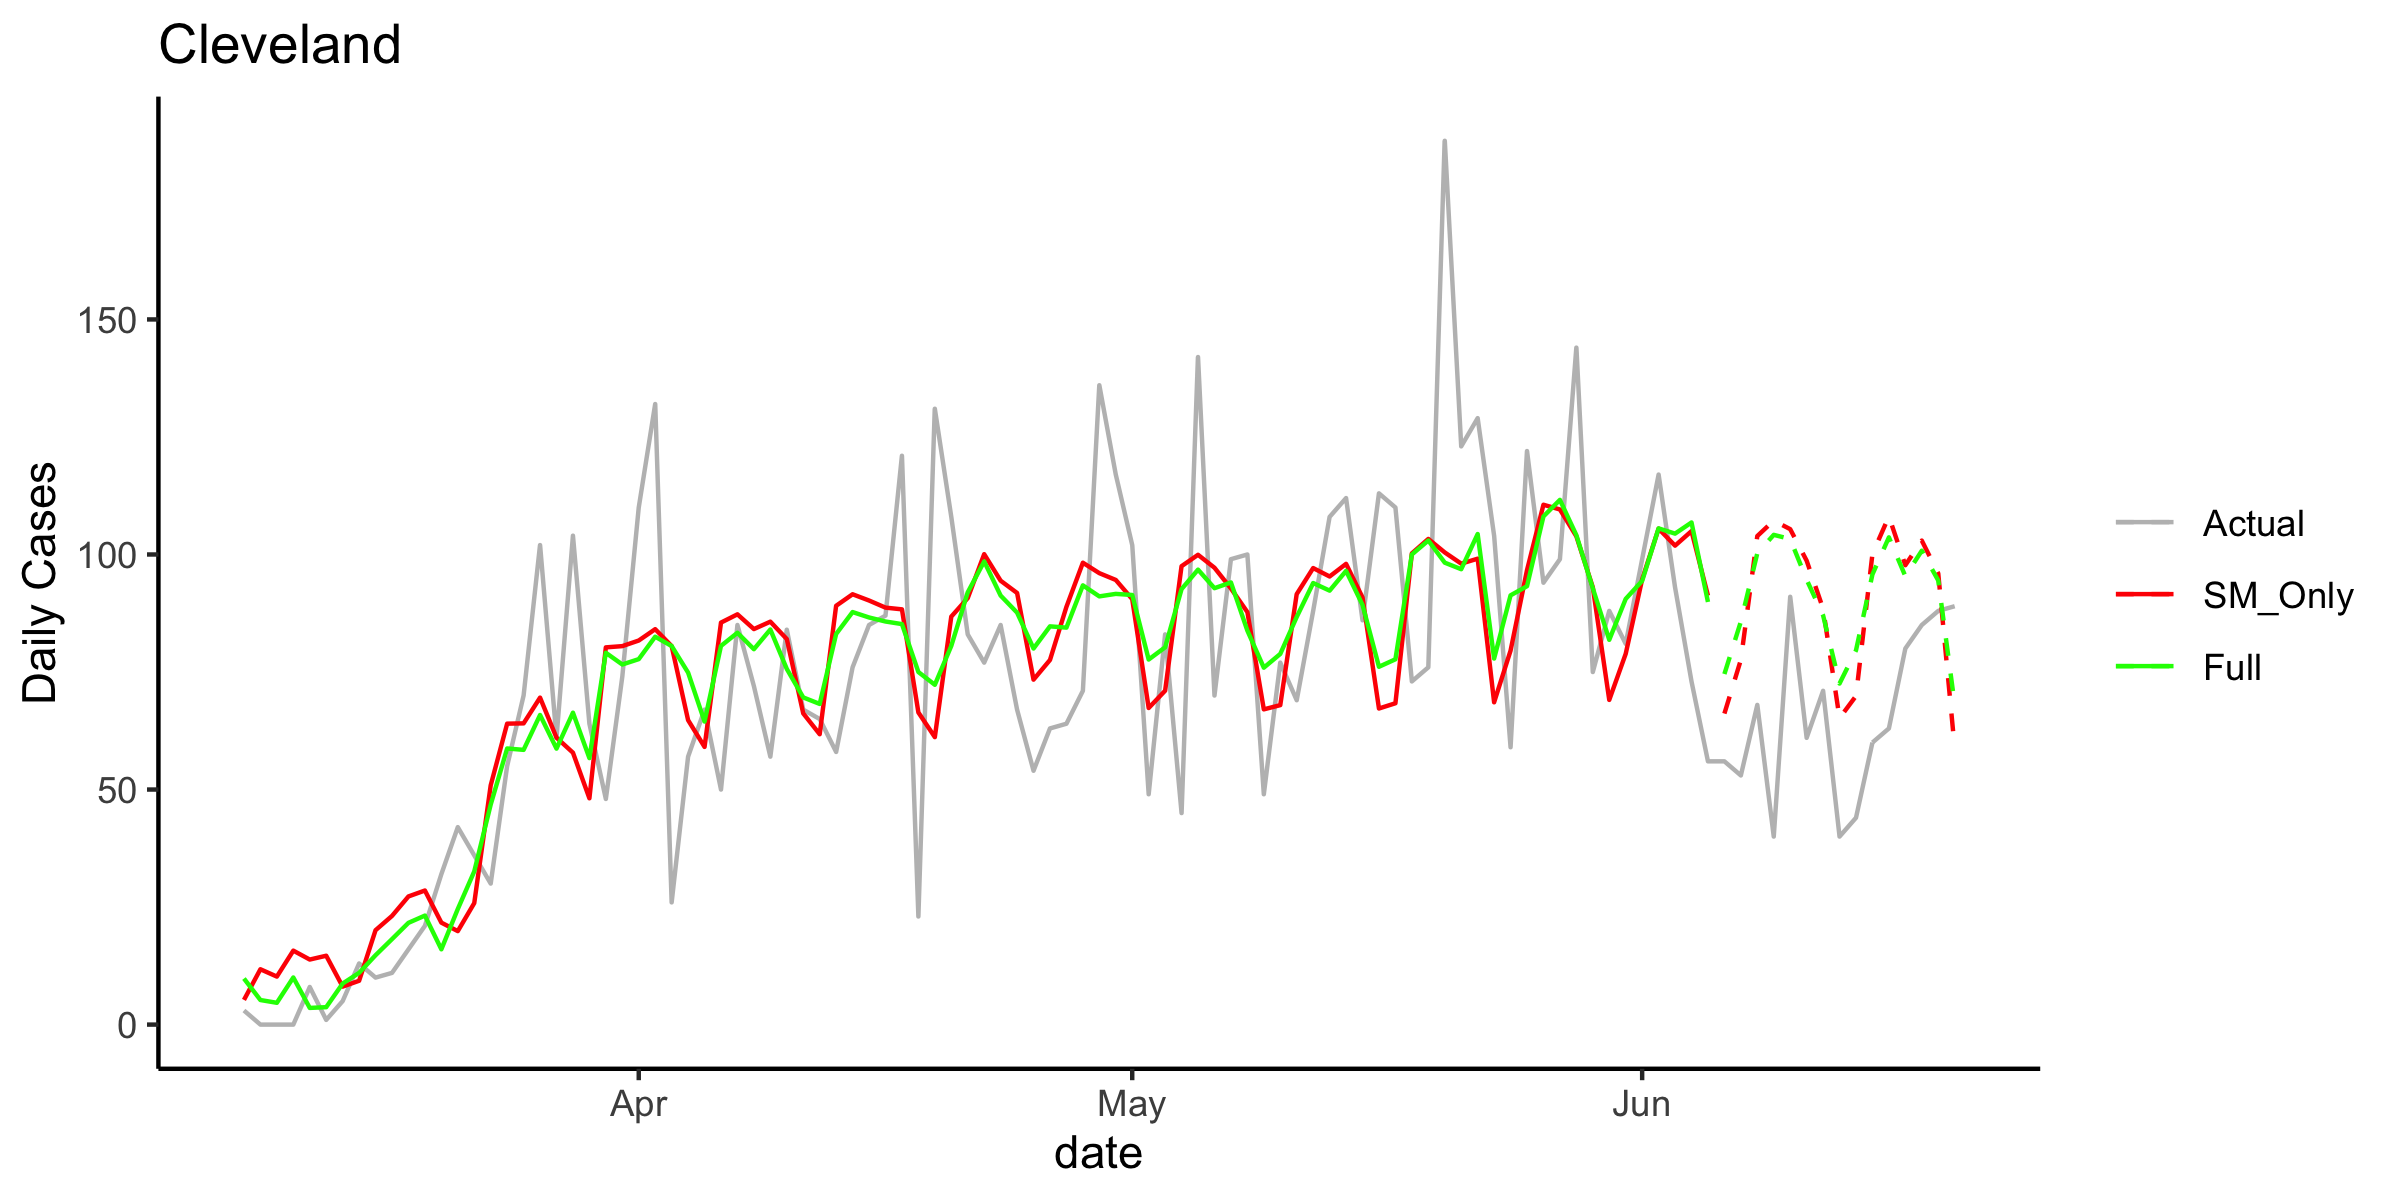 Cleveland
Daily Cases
150
100
50
0
Apr
May
Jun
date
Actual
SM_Only
Full